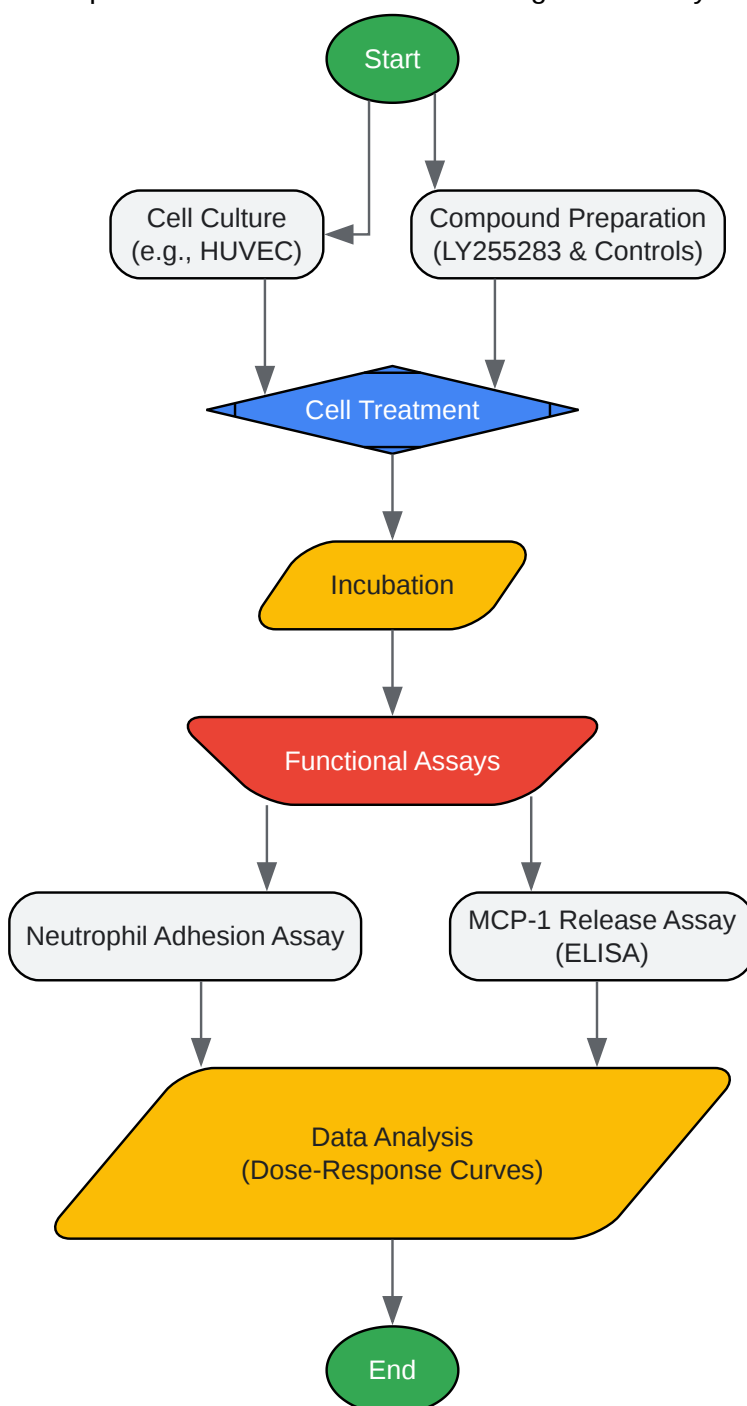 Start
Cell Culture
(e.g., HUVEC)
Compound Preparation
(LY255283 & Controls)
Cell Treatment
Incubation
Functional Assays
Neutrophil Adhesion Assay
MCP-1 Release Assay
(ELISA)
Data Analysis
(Dose-Response Curves)
End